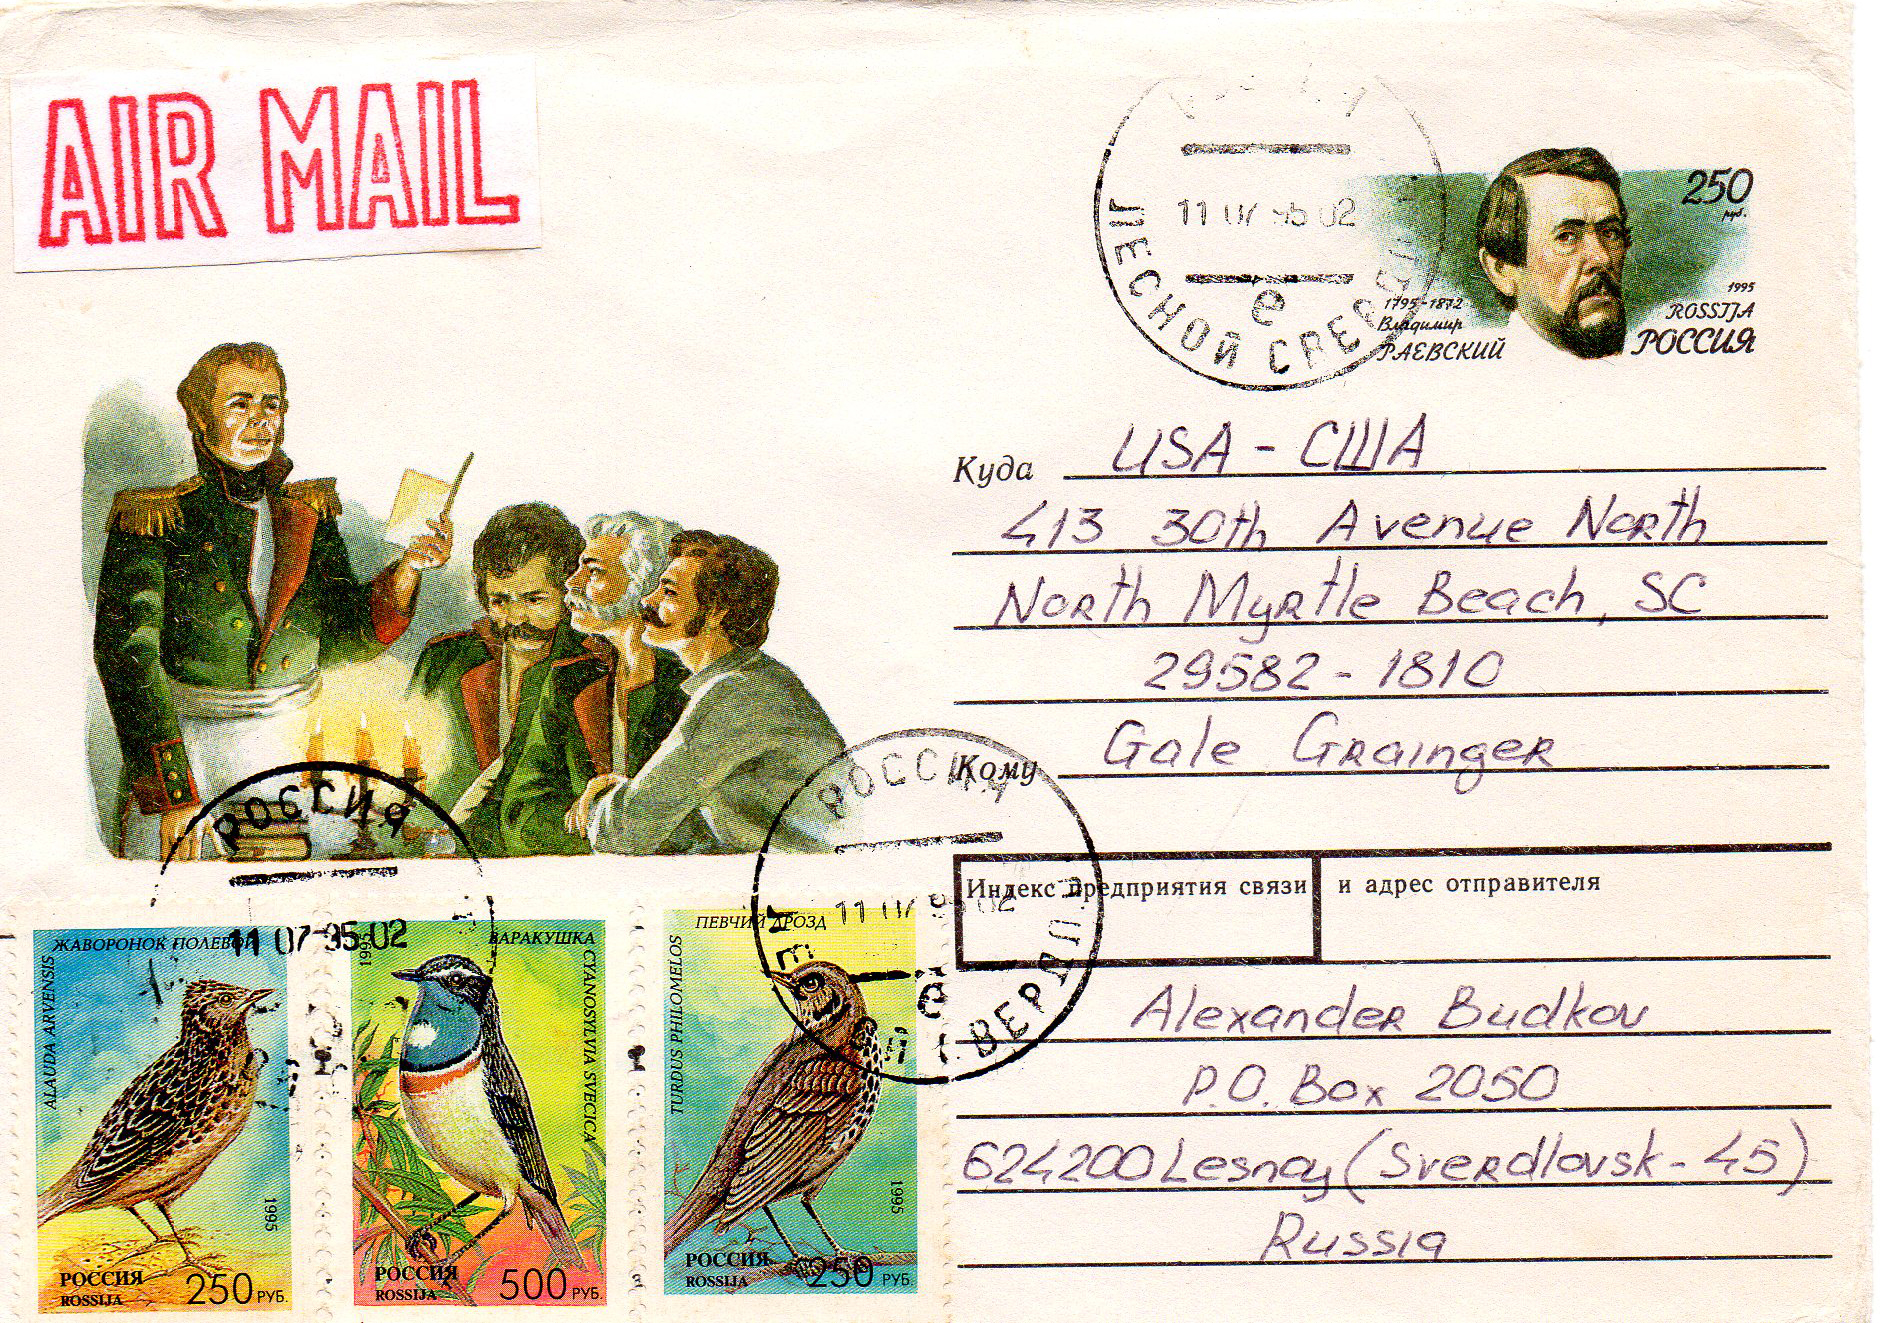 AIR MAIL
11 07 95 02
е
ЛЕСНОЙ СВЕРДЛ
250
руб.
1795-1872
Владимир
РАЕВСКИЙ
1995
ROSSIJA
РОССИЯ
Куда USA - США
413 30th Avenue North
North Myrtle Beach, SC
29582-1810
Кому Gale Grainger
Индекс предприятия связи и адрес отправителя
Alexander Budkov
P.O. Box 2050
624200 Lesnoy (Sverdlovsk-45)
Russia
РОССИЯ
11 07 95 02
РОССИЯ
11 07 95 02
е
СВЕРДЛ
ЖАВОРОНОК ПОЛЕВОЙ
ALAUDA ARVENSIS
1995
РОССИЯ
ROSSIJA
250 РУБ.
1995
ВАРАКУШКА
CYANOSYLVIA SVECICA
РОССИЯ
ROSSIJA
500 РУБ.
ПЕВЧИЙ ДРОЗД
TURDUS PHILOMELOS
1995
РОССИЯ
ROSSIJA
250 РУБ.